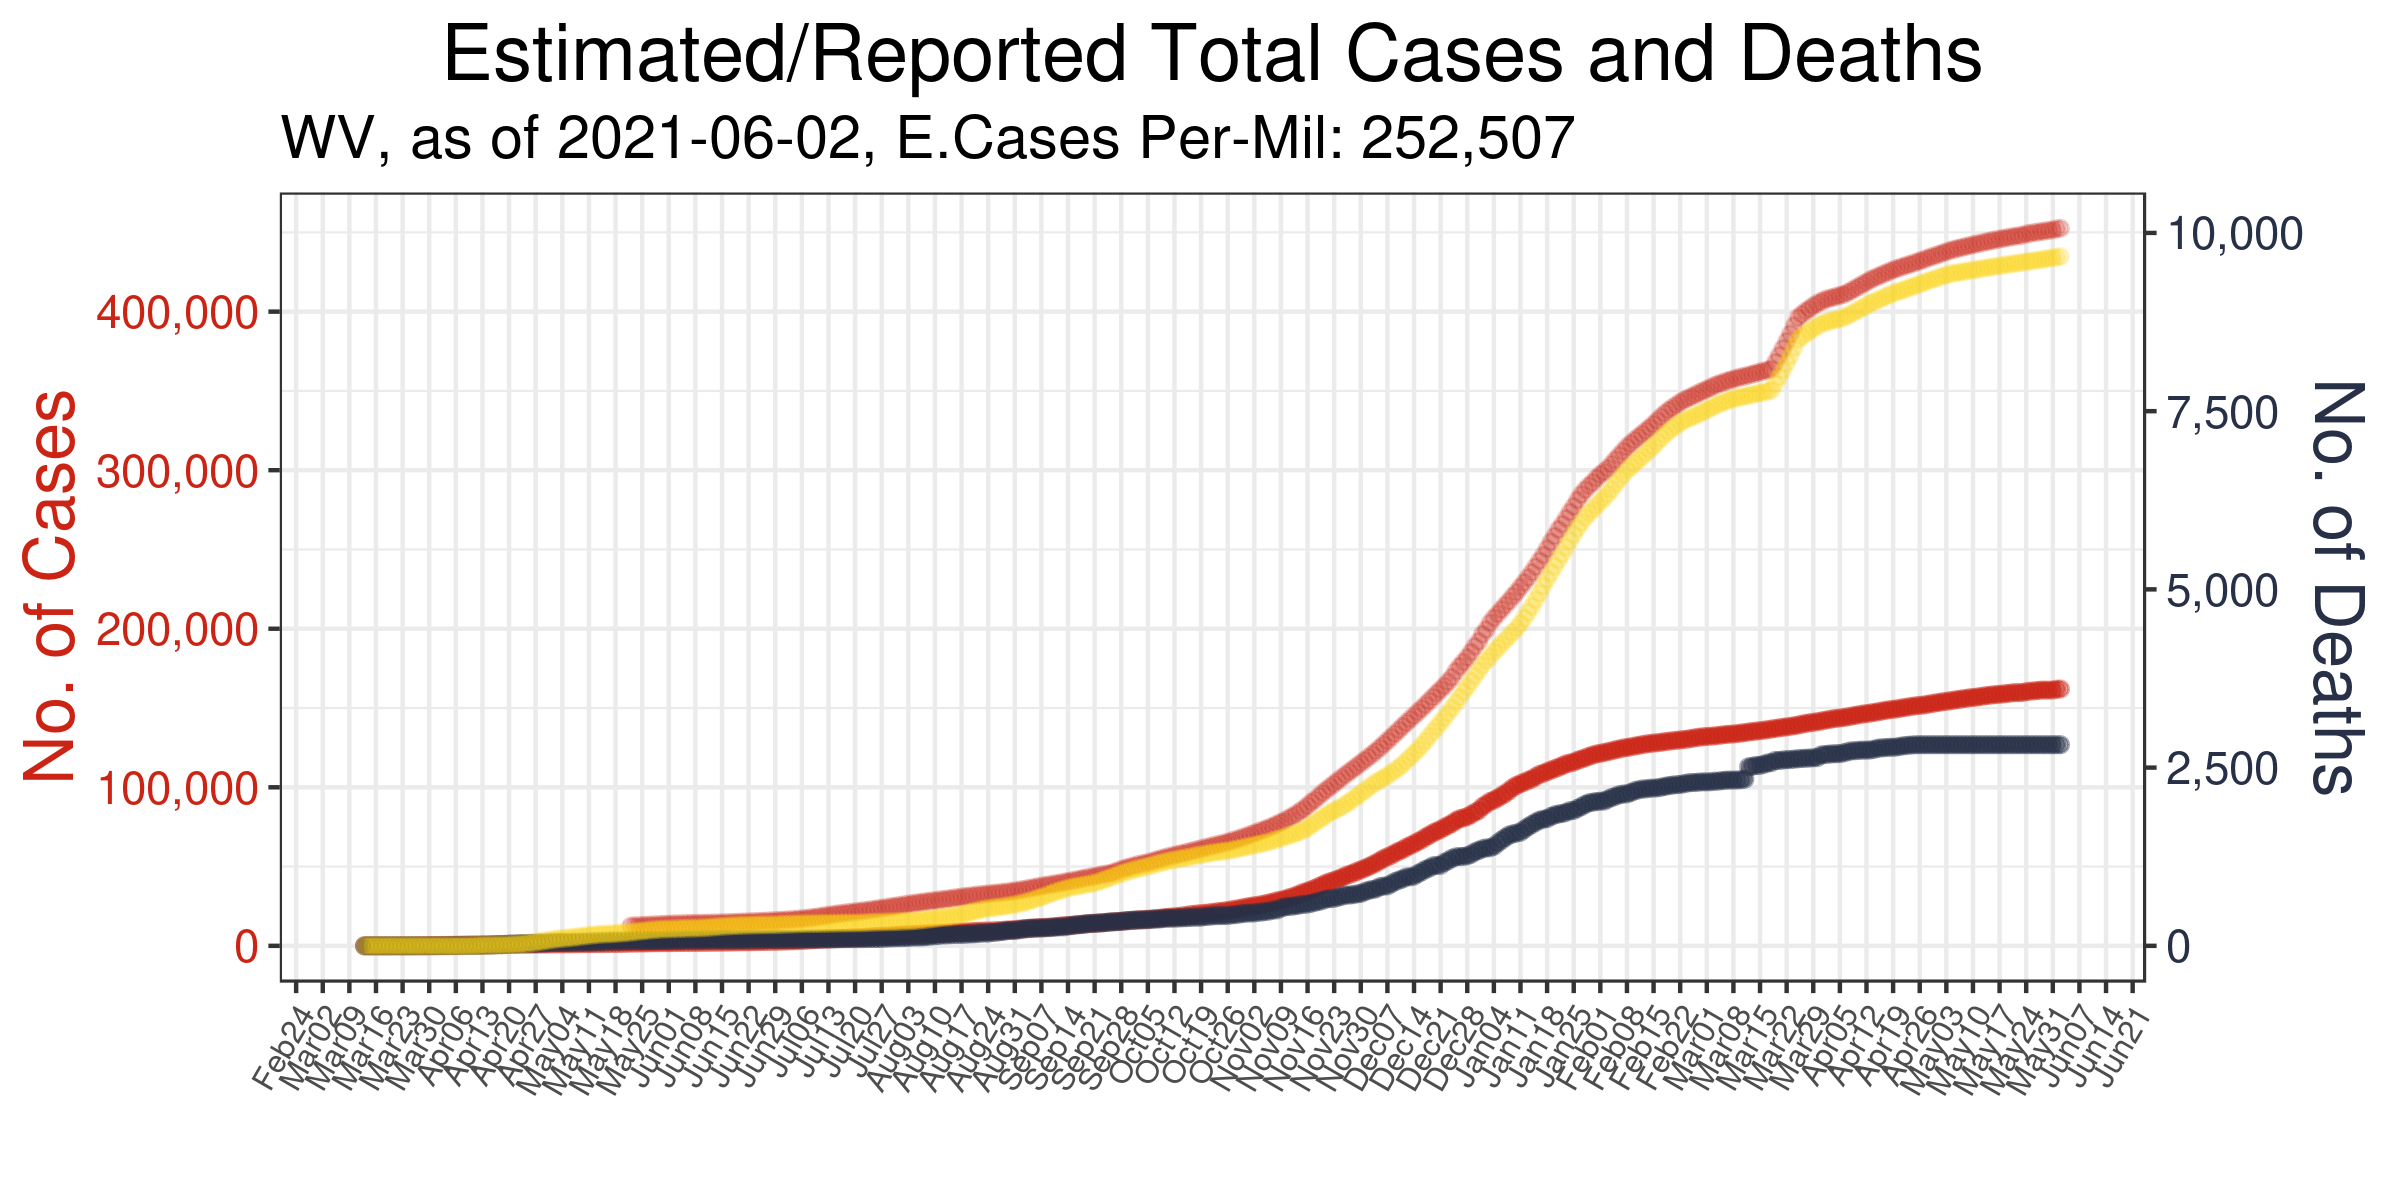 Estimated/Reported Total Cases and Deaths
WV, as of 2021-06-02, E.Cases Per-Mil: 252,507
No. of Cases
400,000
300,000
200,000
100,000
0
10,000
7,500
5,000
2,500
0
No. of Deaths
Feb24
Mar02
Mar09
Mar16
Mar23
Mar30
Apr06
Apr13
Apr20
Apr27
May04
May11
May18
May25
Jun01
Jun08
Jun15
Jun22
Jun29
Jul06
Jul13
Jul20
Jul27
Aug03
Aug10
Aug17
Aug24
Aug31
Sep07
Sep14
Sep21
Sep28
Oct05
Oct12
Oct19
Oct26
Nov02
Nov09
Nov16
Nov23
Nov30
Dec07
Dec14
Dec21
Dec28
Jan04
Jan11
Jan18
Jan25
Feb01
Feb08
Feb15
Feb22
Mar01
Mar08
Mar15
Mar22
Mar29
Apr05
Apr12
Apr19
Apr26
May03
May10
May17
May24
May31
Jun07
Jun14
Jun21